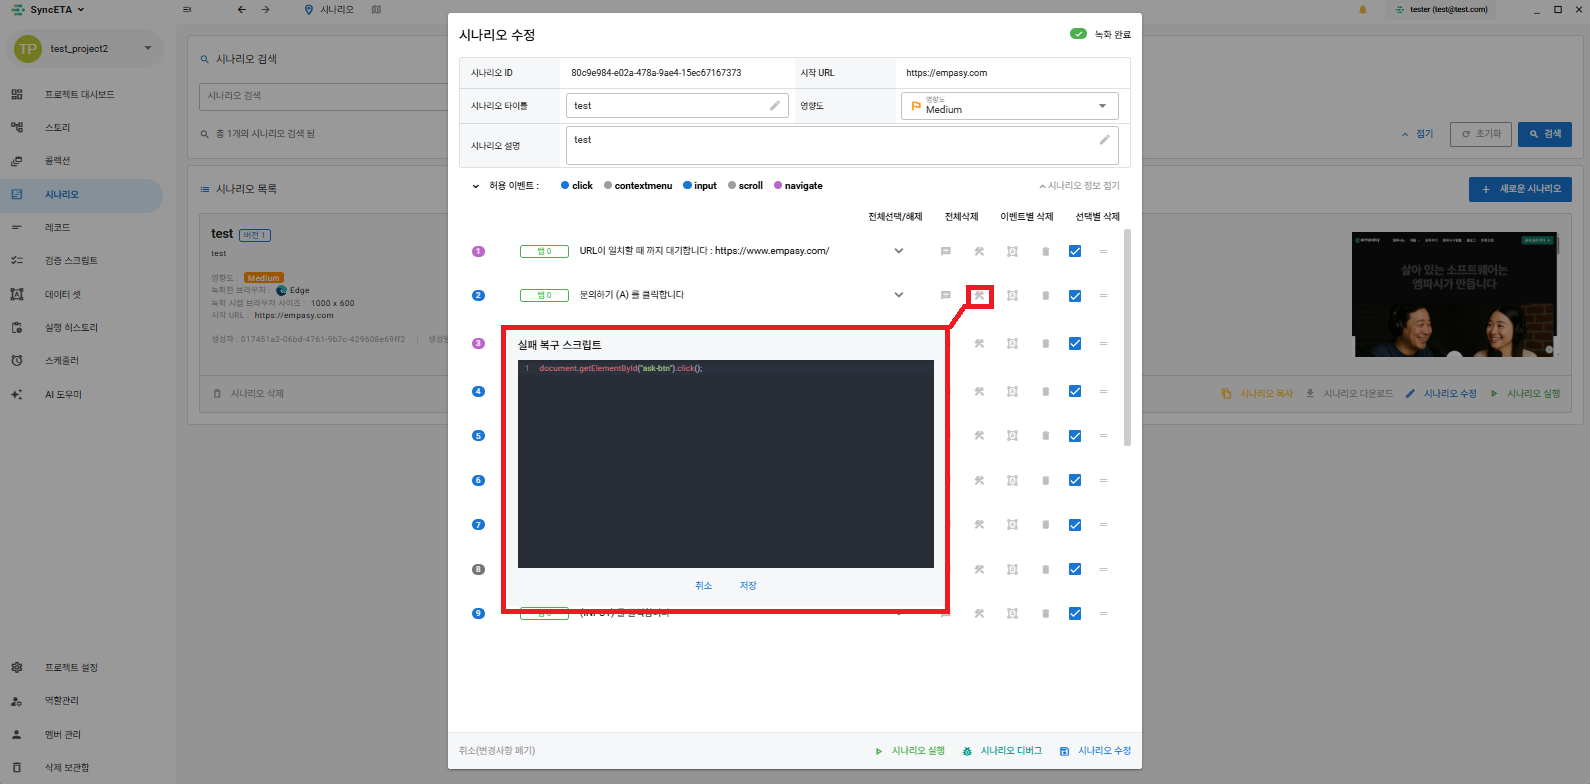 SyncETA
시나리오
tester (test@test.com)
TP
test_project2
프로젝트 대시보드
스토리
콜렉션
시나리오
레코드
검증 스크립트
데이터 셋
실행 히스토리
스케줄러
AI 도우미
프로젝트 설정
역할관리
멤버 관리
삭제 보관함
시나리오 검색
시나리오 검색
총 1개의 시나리오 검색 됨
접기
초기화
검색
시나리오 목록
새로운 시나리오
test 버전 1
test
영향도 : Medium
녹화한 브라우저 : Edge
녹화 시점 브라우저 사이즈 : 1000 x 600
시작 URL : https://empasy.com
생성자 : 017451a2-06bd-4761-9b7c-429608e69ff2
시나리오 삭제
empasy
살아 있는 소프트웨어는
엠파시가 만듭니다
시나리오 복사
시나리오 다운로드
시나리오 수정
시나리오 실행
시나리오 수정
녹화 완료
시나리오 ID 80c9e984-e02a-478a-9ae4-15ec67167373 시작 URL https://empasy.com
시나리오 타이틀 test 영향도 영향도
Medium
시나리오 설명 test
허용 이벤트 : click contextmenu input scroll navigate 시나리오 정보 접기
전체선택/해제 전체삭제 이벤트별 삭제 선택별 삭제
1 탭 0 URL이 일치할 때 까지 대기합니다 : https://www.empasy.com/
2 탭 0 문의하기 (A) 를 클릭합니다
3
4
5
6
7
8
9
실패 복구 스크립트
1 document.getElementById("ask-btn").click();
취소 저장
취소(변경사항 폐기)
시나리오 실행
시나리오 디버그
시나리오 수정